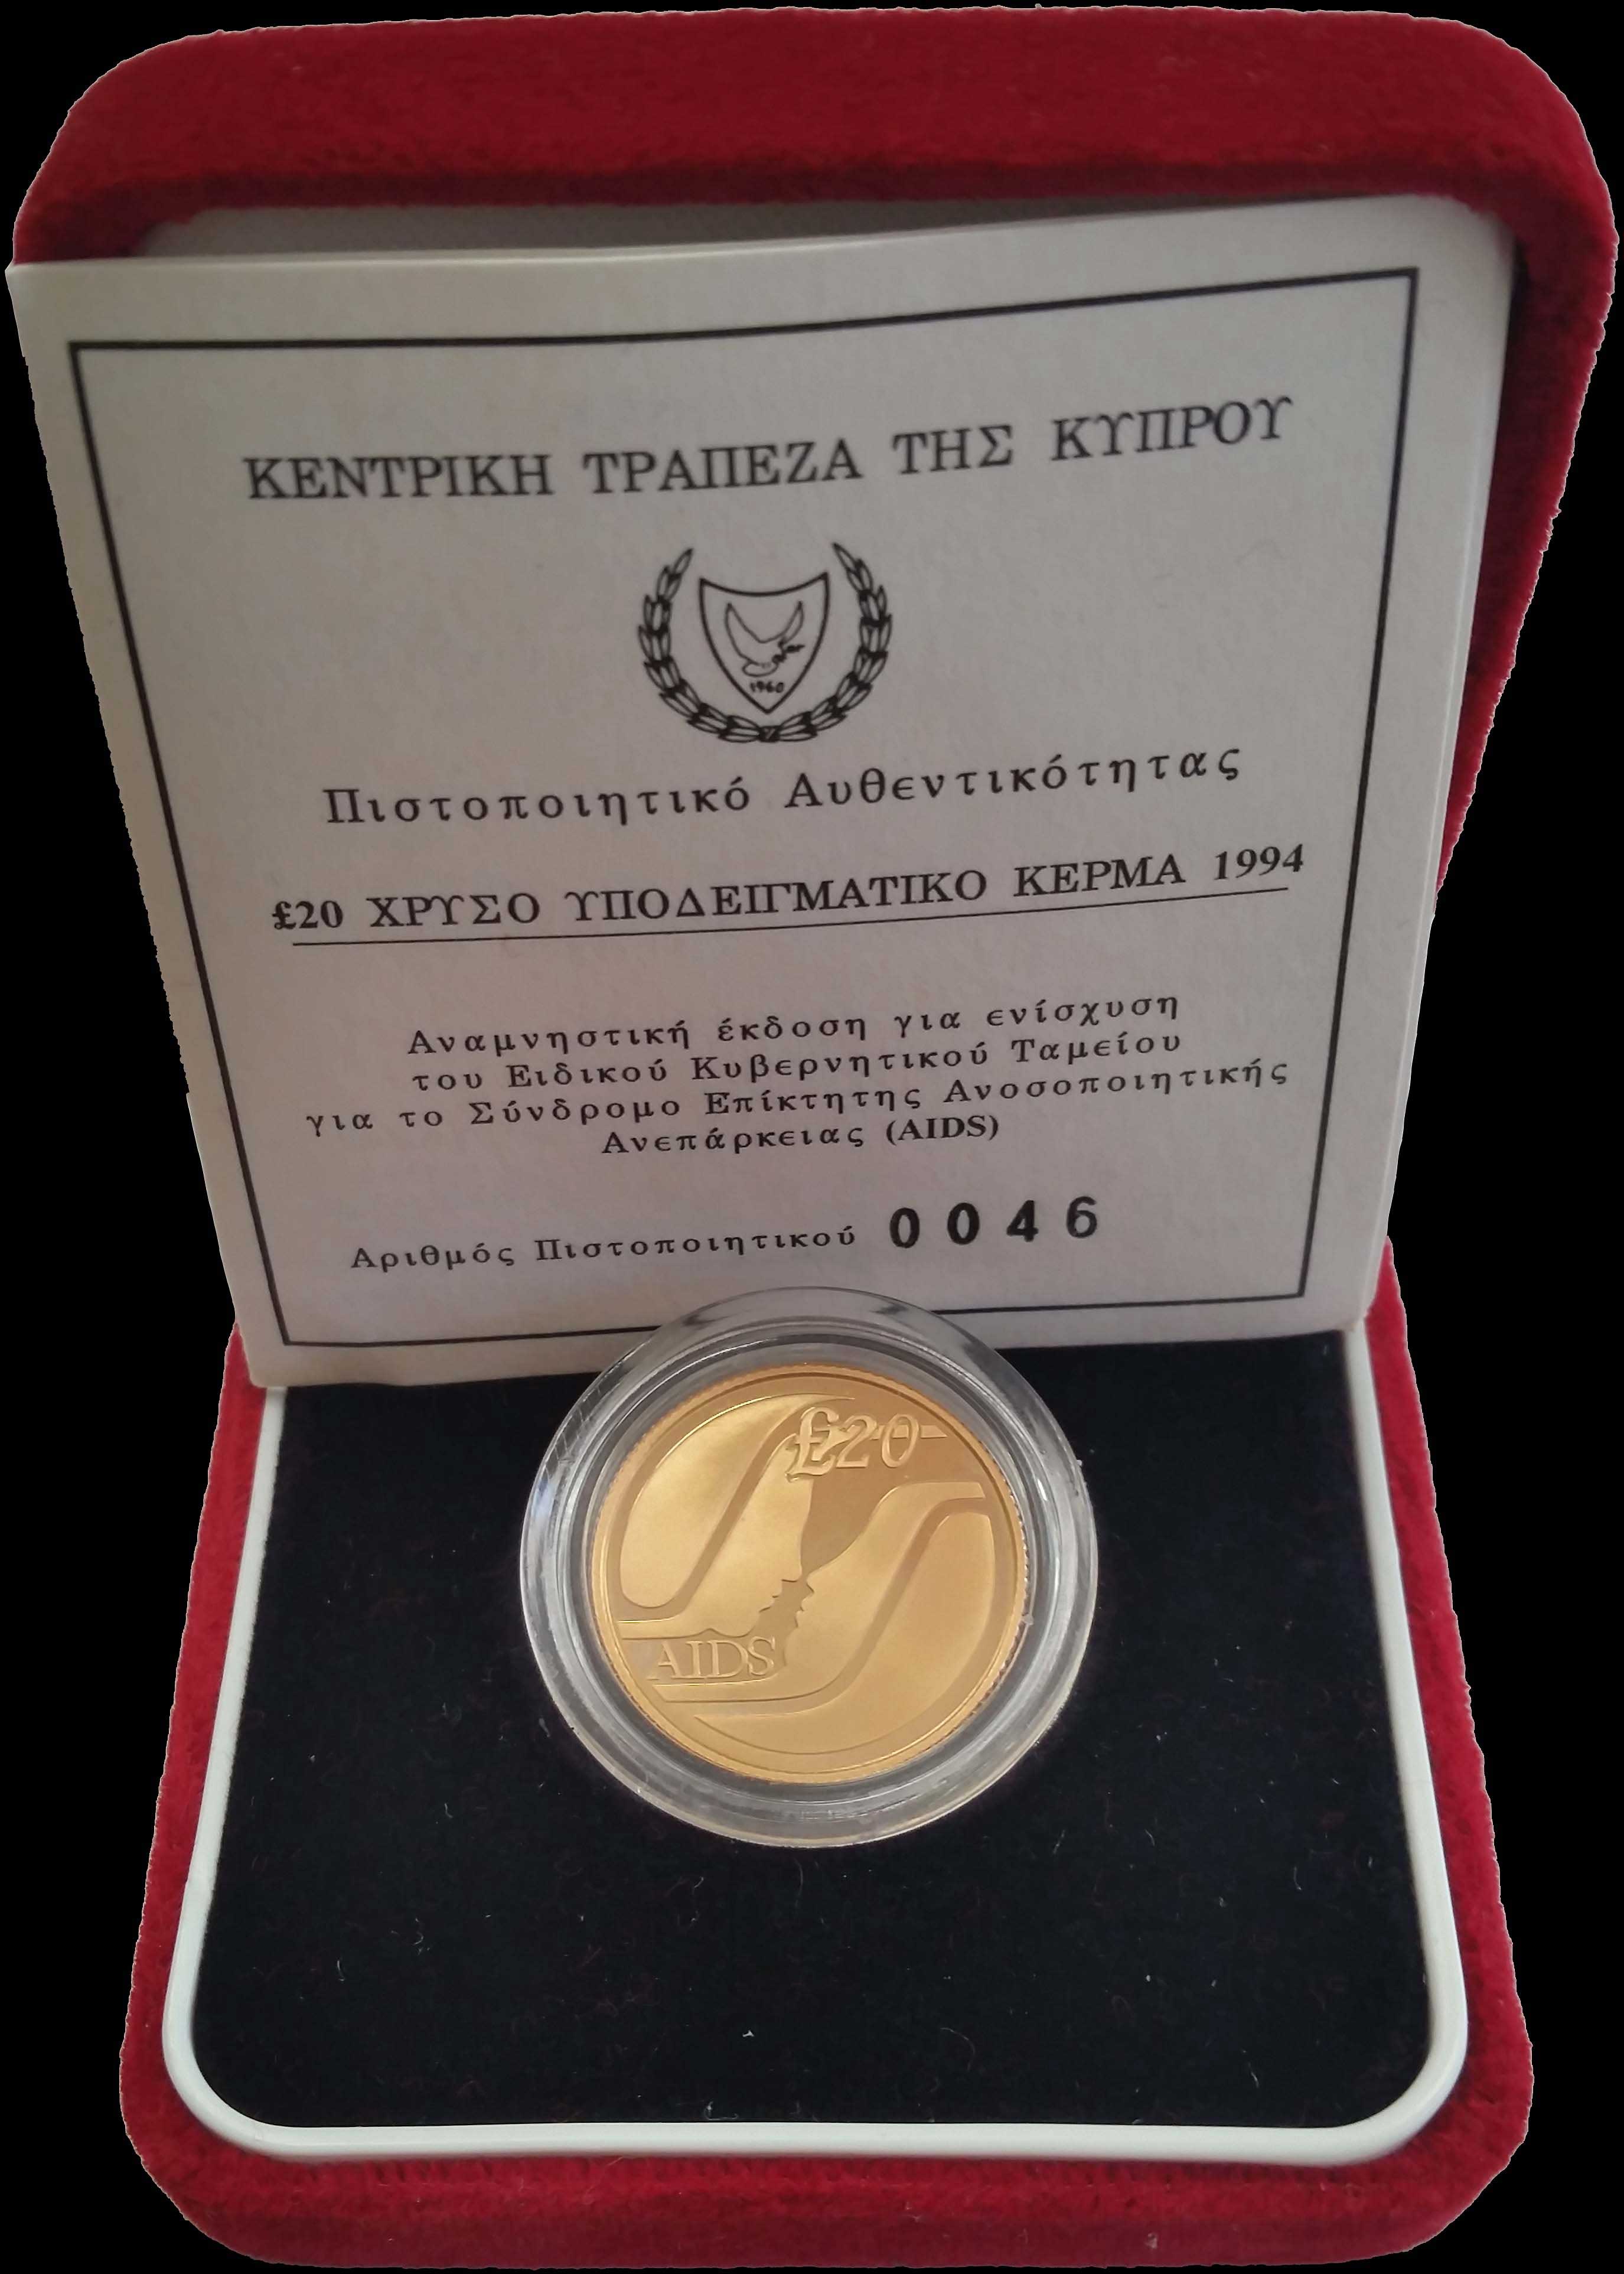 ΚΕΝΤΡΙΚΗ ΤΡΑΠΕΖΑ ΤΗΣ ΚΥΠΡΟΥ
1960
Πιστοποιητικό Αυθεντικότητας
£20 ΧΡΥΣΟ ΥΠΟΔΕΙΓΜΑΤΙΚΟ ΚΕΡΜΑ 1994
Αναμνηστική έκδοση για ενίσχυση
του Ειδικού Κυβερνητικού Ταμείου
για το Σύνδρομο Επίκτητης Ανοσοποιητικής
Ανεπάρκειας (AIDS)
Αριθμός Πιστοποιητικού 0046
£20
AIDS